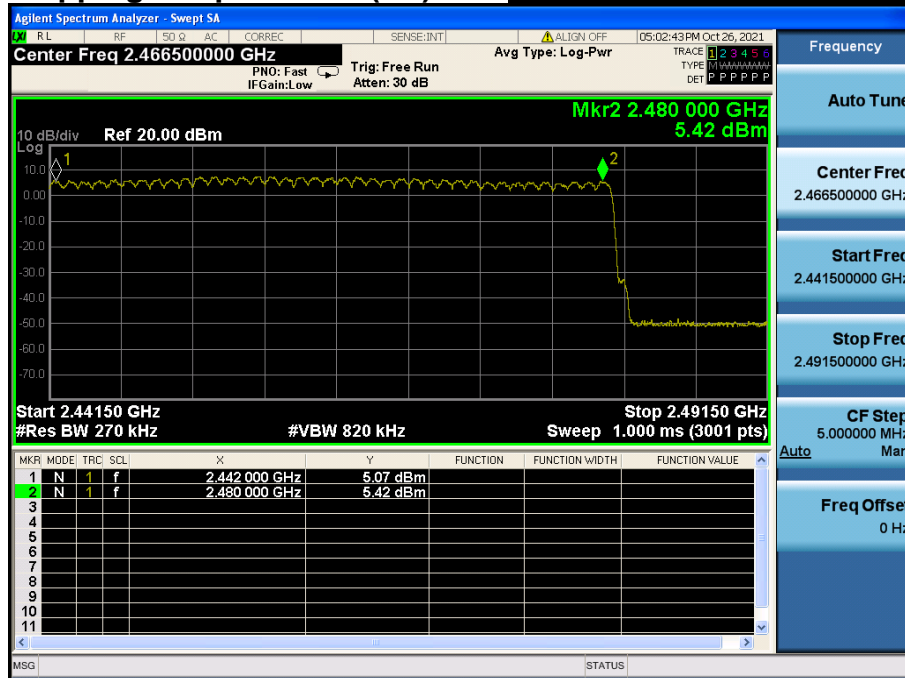 Agilent Spectrum Analyzer - Swept SA
LXI RL RF 50 Ω AC CORREC SENSE:INT ALIGN OFF 05:02:43PM Oct 26, 2021
Center Freq 2.466500000 GHz
PNO: Fast
IFGain:Low
Trig: Free Run
Atten: 30 dB
Avg Type: Log-Pwr
TRACE 1 2 3 4 5 6
TYPE M
DET P P P P P P
Mkr2 2.480 000 GHz
5.42 dBm
10 dB/div Ref 20.00 dBm
Log
1
2
10.0
0.00
-10.0
-20.0
-30.0
-40.0
-50.0
-60.0
-70.0
Start 2.44150 GHz Stop 2.49150 GHz
#Res BW 270 kHz #VBW 820 kHz Sweep 1.000 ms (3001 pts)
MKR MODE TRC SCL X Y FUNCTION FUNCTION WIDTH FUNCTION VALUE
1 N 1 f 2.442 000 GHz 5.07 dBm
2 N 1 f 2.480 000 GHz 5.42 dBm
3
4
5
6
7
8
9
10
11
MSG STATUS
Frequency
Auto Tune
Center Freq
2.466500000 GHz
Start Freq
2.441500000 GHz
Stop Freq
2.491500000 GHz
CF Step
5.000000 MHz
Auto Man
Freq Offset
0 Hz